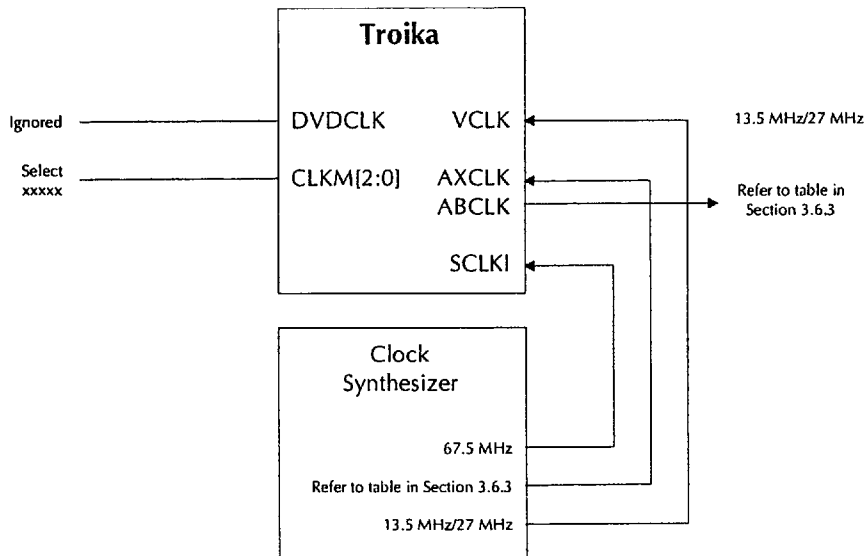 Troika
Ignored
DVDCLK
VCLK
13.5 MHz/27 MHz
Select
xxxxx
CLKM[2:0]
AXCLK
ABCLK
Refer to table in
Section 3.6.3
SCLKI
Clock
Synthesizer
67.5 MHz
Refer to table in Section 3.6.3
13.5 MHz/27 MHz